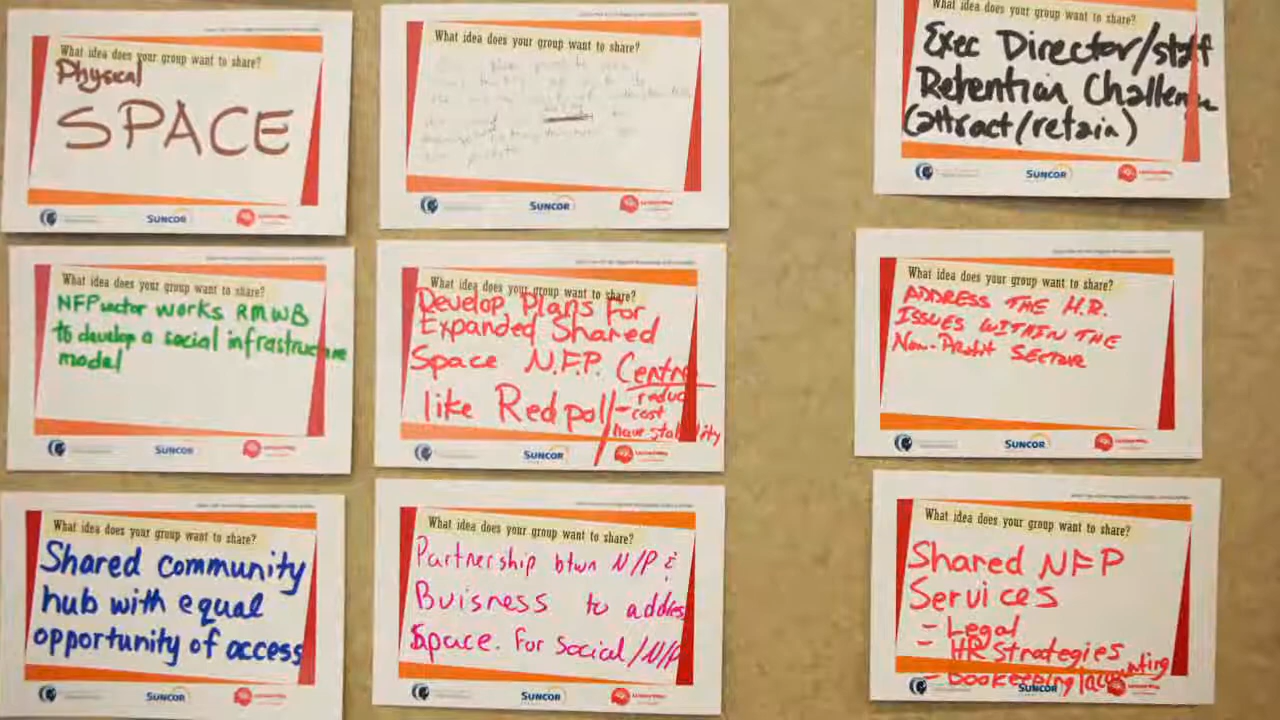 What idea does your group want to share?
Physical
SPACE
SUNCOR
What idea does your group want to share?
SUNCOR
What idea does your group want to share?
Exec Director/staff
Retention Challenge
(attract/retain)
SUNCOR
What idea does your group want to share?
NFP sector works RMWB
to develop a social infrastructure
model
SUNCOR
What idea does your group want to share?
Develop Plans For
Expanded Shared
Space N.F.P. Centre
like Redpoll
reduce
- cost
have stability
SUNCOR
What idea does your group want to share?
ADDRESS THE H.R.
ISSUES WITHIN THE
Non-Profit SECTOR
SUNCOR
What idea does your group want to share?
Shared community
hub with equal
opportunity of access
SUNCOR
What idea does your group want to share?
Partnership btwn N/P &
Buisness to address
Space. For Social/N/P
SUNCOR
What idea does your group want to share?
Shared NFP
Services
- Legal
- HR Strategies
- bookeeping/accounting
SUNCOR